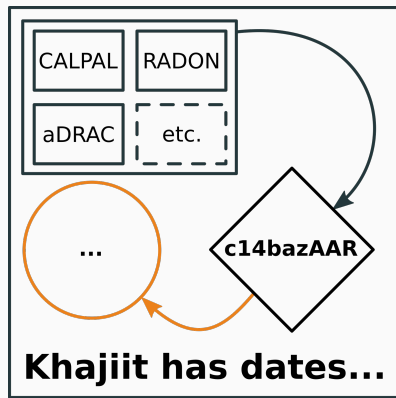 CALPAL RADON
aDRAC etc.
...
c14bazAAR
Khajiit has dates...